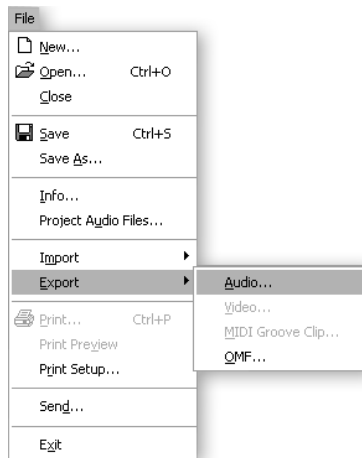 File
New...
Open... Ctrl+O
Close
Save Ctrl+S
Save As...
Info...
Project Audio Files...
Import
Export
Audio...
Video...
MIDI Groove Clip...
OMF...
Print... Ctrl+P
Print Preview
Print Setup...
Send...
Exit